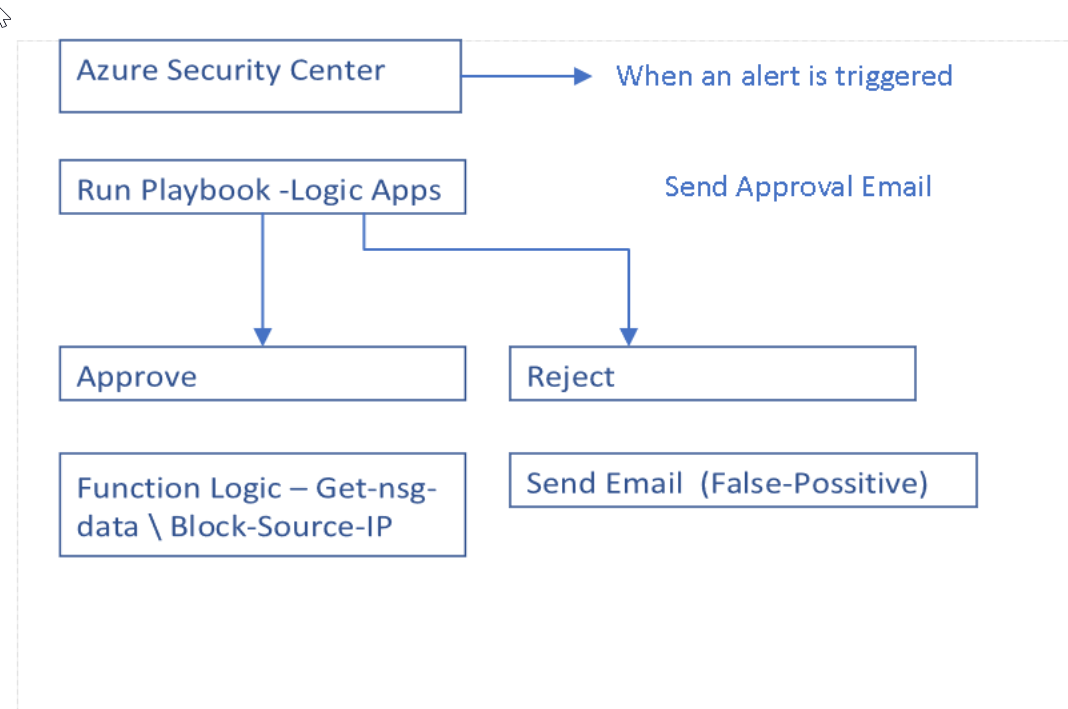 Azure Security Center
When an alert is triggered
Run Playbook -Logic Apps
Send Approval Email
Approve
Reject
Function Logic – Get-nsg-
data \ Block-Source-IP
Send Email  (False-Possitive)